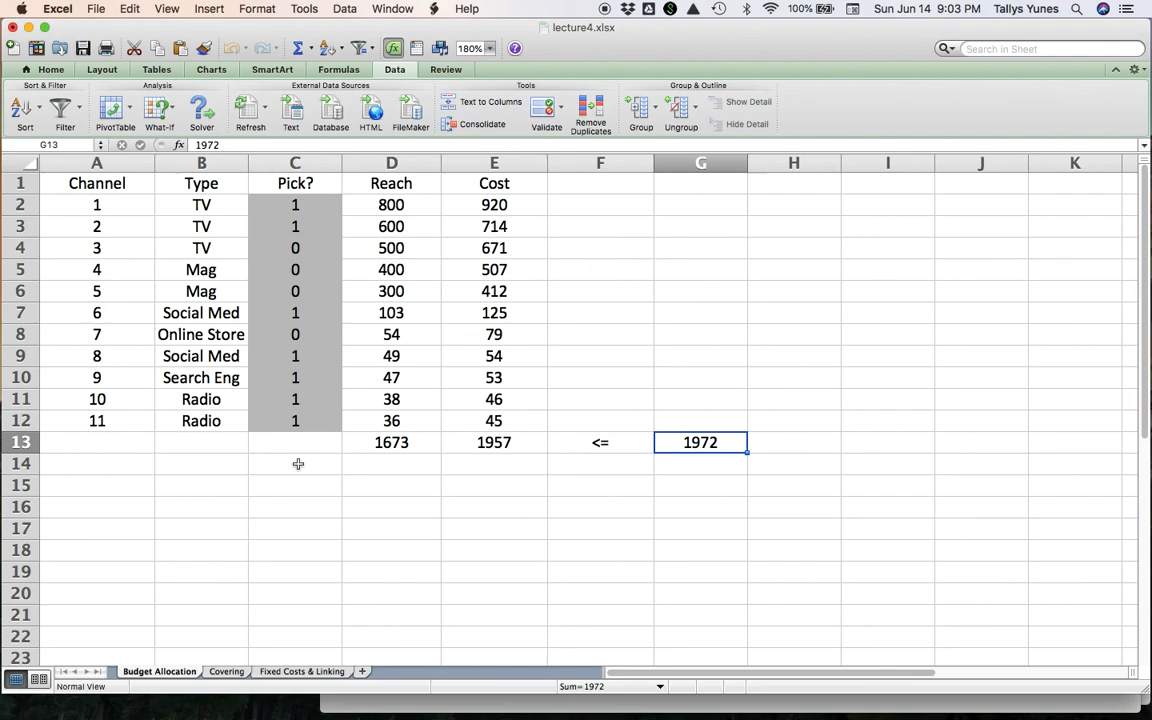 Excel File Edit View Insert Format Tools Data Window Help 100% Sun Jun 14 9:03 PM Tallys Yunes
lecture4.xlsx
180% Search in Sheet
Home Layout Tables Charts SmartArt Formulas Data Review
Sort & Filter Analysis External Data Sources Tools Group & Outline
Text to Columns Show Detail
Consolidate Hide Detail
Sort Filter PivotTable What-If Solver Refresh Text Database HTML FileMaker Validate Remove Duplicates Group Ungroup
G13 fx 1972
A B C D E F G H I J K
1 Channel Type Pick? Reach Cost
2 1 TV 1 800 920
3 2 TV 1 600 714
4 3 TV 0 500 671
5 4 Mag 0 400 507
6 5 Mag 0 300 412
7 6 Social Med 1 103 125
8 7 Online Store 0 54 79
9 8 Social Med 1 49 54
10 9 Search Eng 1 47 53
11 10 Radio 1 38 46
12 11 Radio 1 36 45
13 1673 1957 <= 1972
14
15
16
17
18
19
20
21
22
23
Budget Allocation Covering Fixed Costs & Linking +
Normal View Sum=1972